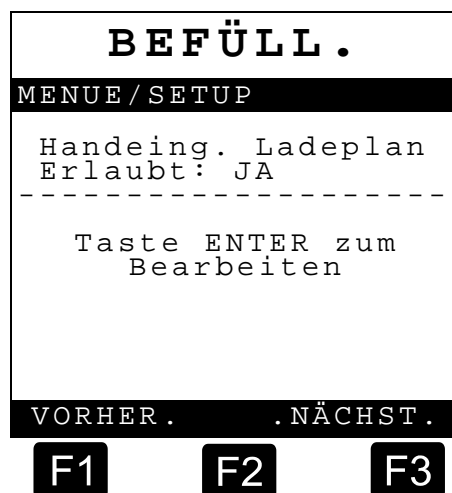 BEFÜLL.
MENUE/SETUP
Handeing. Ladeplan
Erlaubt: JA
---------------------
Taste ENTER zum
Bearbeiten
VORHER. .NÄCHST.
F1 F2 F3